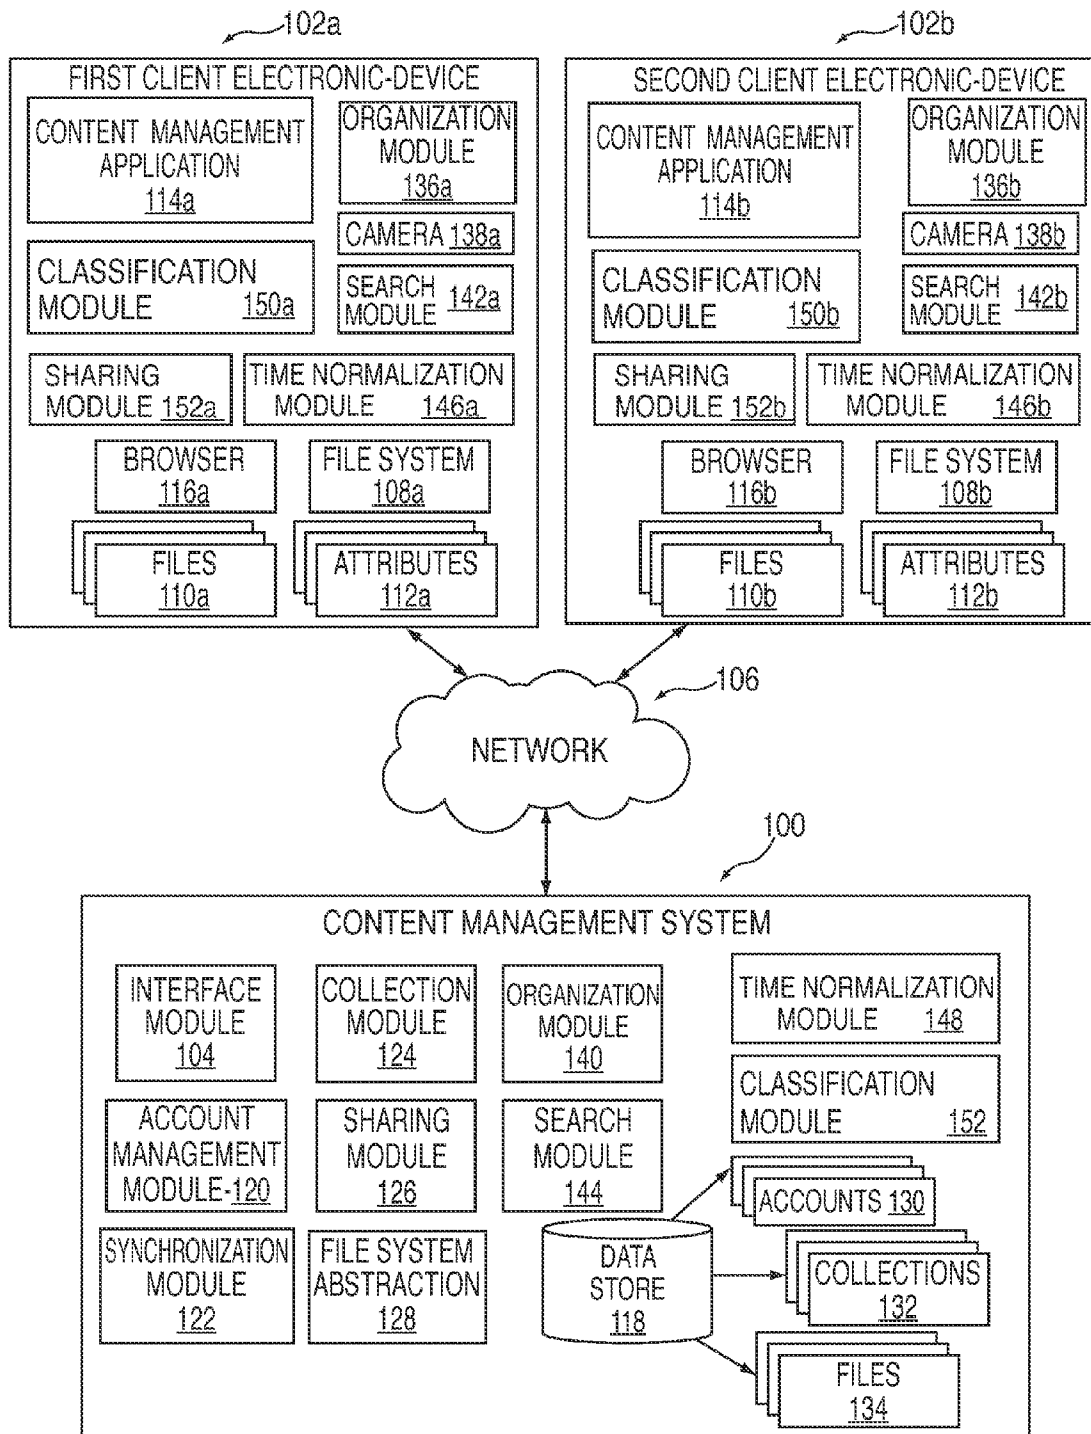 102a
102b
FIRST CLIENT ELECTRONIC-DEVICE
CONTENT MANAGEMENT
APPLICATION
114a
ORGANIZATION
MODULE
136a
CAMERA 138a
CLASSIFICATION
MODULE 150a
SEARCH
MODULE 142a
SHARING
MODULE 152a
TIME NORMALIZATION
MODULE 146a
BROWSER
116a
FILE SYSTEM
108a
FILES
110a
ATTRIBUTES
112a
SECOND CLIENT ELECTRONIC-DEVICE
CONTENT MANAGEMENT
APPLICATION
114b
ORGANIZATION
MODULE
136b
CAMERA 138b
CLASSIFICATION
MODULE 150b
SEARCH
MODULE 142b
SHARING
MODULE 152b
TIME NORMALIZATION
MODULE 146b
BROWSER
116b
FILE SYSTEM
108b
FILES
110b
ATTRIBUTES
112b
106
NETWORK
100
CONTENT MANAGEMENT SYSTEM
INTERFACE
MODULE
104
COLLECTION
MODULE
124
ORGANIZATION
MODULE
140
TIME NORMALIZATION
MODULE 148
ACCOUNT
MANAGEMENT
MODULE-120
SHARING
MODULE
126
SEARCH
MODULE
144
CLASSIFICATION
MODULE 152
SYNCHRONIZATION
MODULE
122
FILE SYSTEM
ABSTRACTION
128
DATA
STORE
118
ACCOUNTS 130
COLLECTIONS
132
FILES
134